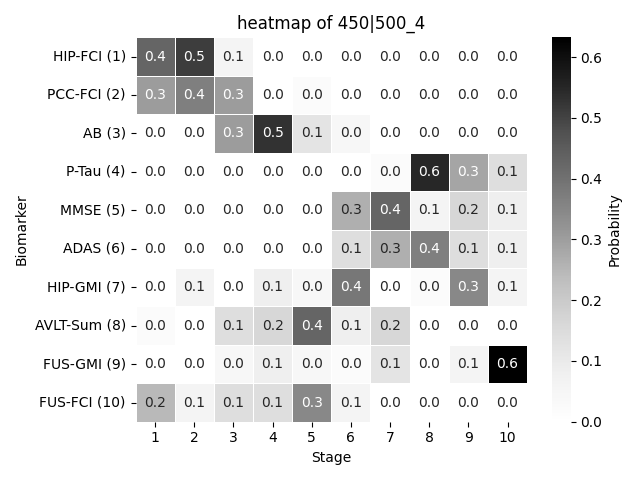 heatmap of 450|500_4
HIP-FCI (1) 0.4 0.5 0.1 0.0 0.0 0.0 0.0 0.0 0.0 0.0
PCC-FCI (2) 0.3 0.4 0.3 0.0 0.0 0.0 0.0 0.0 0.0 0.0
AB (3) 0.0 0.0 0.3 0.5 0.1 0.0 0.0 0.0 0.0 0.0
P-Tau (4) 0.0 0.0 0.0 0.0 0.0 0.0 0.0 0.6 0.3 0.1
MMSE (5) 0.0 0.0 0.0 0.0 0.0 0.3 0.4 0.1 0.2 0.1
ADAS (6) 0.0 0.0 0.0 0.0 0.0 0.1 0.3 0.4 0.1 0.1
HIP-GMI (7) 0.0 0.1 0.0 0.1 0.0 0.4 0.0 0.0 0.3 0.1
AVLT-Sum (8) 0.0 0.0 0.1 0.2 0.4 0.1 0.2 0.0 0.0 0.0
FUS-GMI (9) 0.0 0.0 0.0 0.1 0.0 0.0 0.1 0.0 0.1 0.6
FUS-FCI (10) 0.2 0.1 0.1 0.1 0.3 0.1 0.0 0.0 0.0 0.0
1 2 3 4 5 6 7 8 9 10
Stage
Biomarker
0.6
0.5
0.4
0.3
0.2
0.1
0.0
Probability